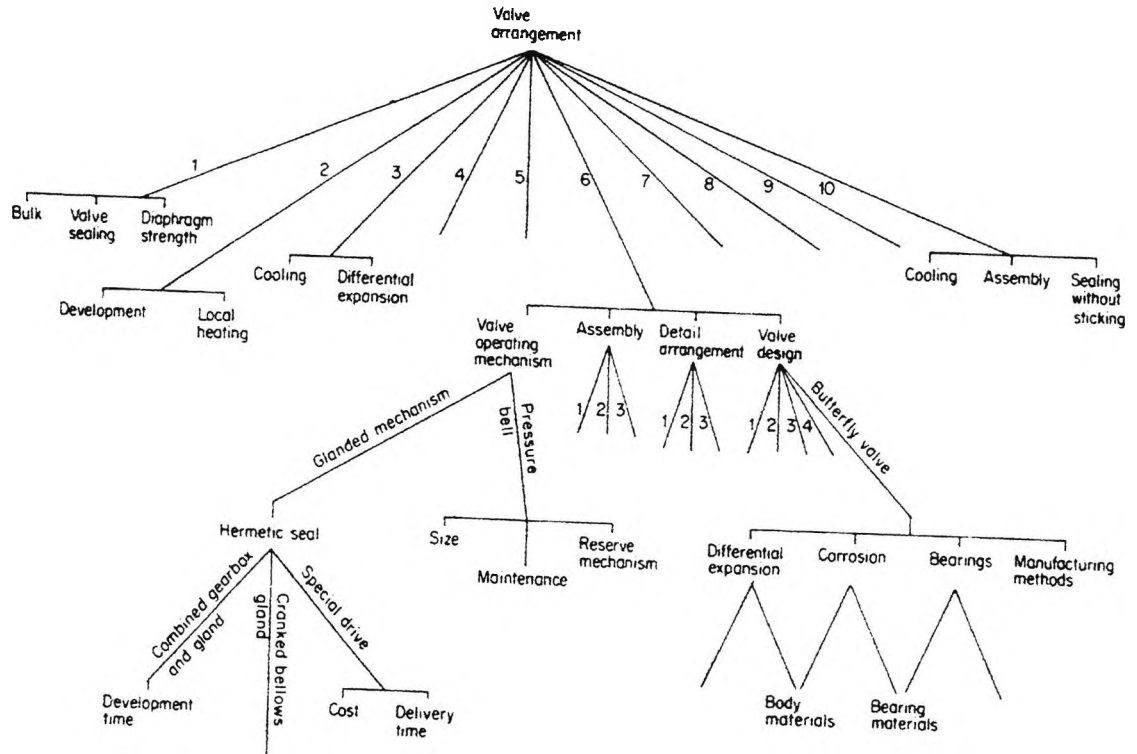 Valve
arrangement
1
2
3
4
5
6
7
8
9
10
Bulk
Valve
sealing
Diaphragm
strength
Cooling
Differential
expansion
Cooling
Assembly
Sealing
without
sticking
Development
Local
heating
Valve
operating
mechanism
Assembly
Detail
arrangement
Valve
design
1
2
3
1
2
3
1
2
3
4
Glanded mechanism
Pressure
bell
Butterfly valve
Hermetic seal
Size
Maintenance
Reserve
mechanism
Differential
expansion
Corrosion
Bearings
Manufacturing
methods
Combined gearbox
and gland
Cranked bellows
gland
Special drive
Development
time
Cost
Delivery
time
Body
materials
Bearing
materials